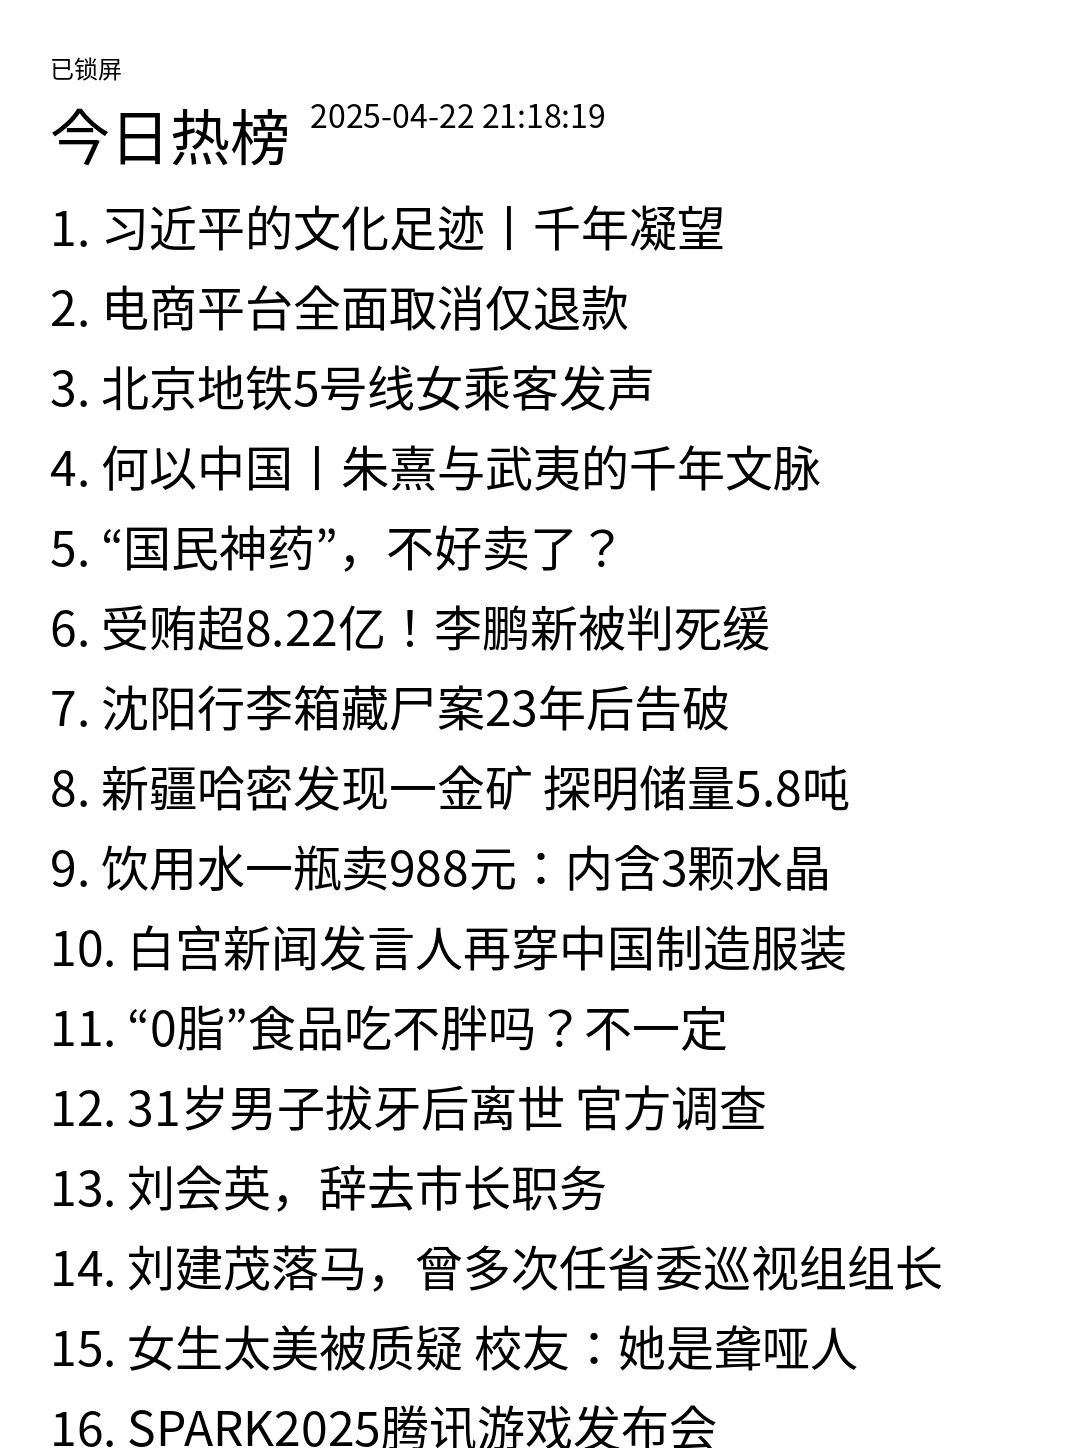 已锁屏
今日热榜 2025-04-22 21:18:19
1. 习近平的文化足迹丨千年凝望
2. 电商平台全面取消仅退款
3. 北京地铁5号线女乘客发声
4. 何以中国丨朱熹与武夷的千年文脉
5. “国民神药”，不好卖了？
6. 受贿超8.22亿！李鹏新被判死缓
7. 沈阳行李箱藏尸案23年后告破
8. 新疆哈密发现一金矿 探明储量5.8吨
9. 饮用水一瓶卖988元：内含3颗水晶
10. 白宫新闻发言人再穿中国制造服装
11. “0脂”食品吃不胖吗？不一定
12. 31岁男子拔牙后离世 官方调查
13. 刘会英，辞去市长职务
14. 刘建茂落马，曾多次任省委巡视组组长
15. 女生太美被质疑 校友：她是聋哑人
16. SPARK2025腾讯游戏发布会